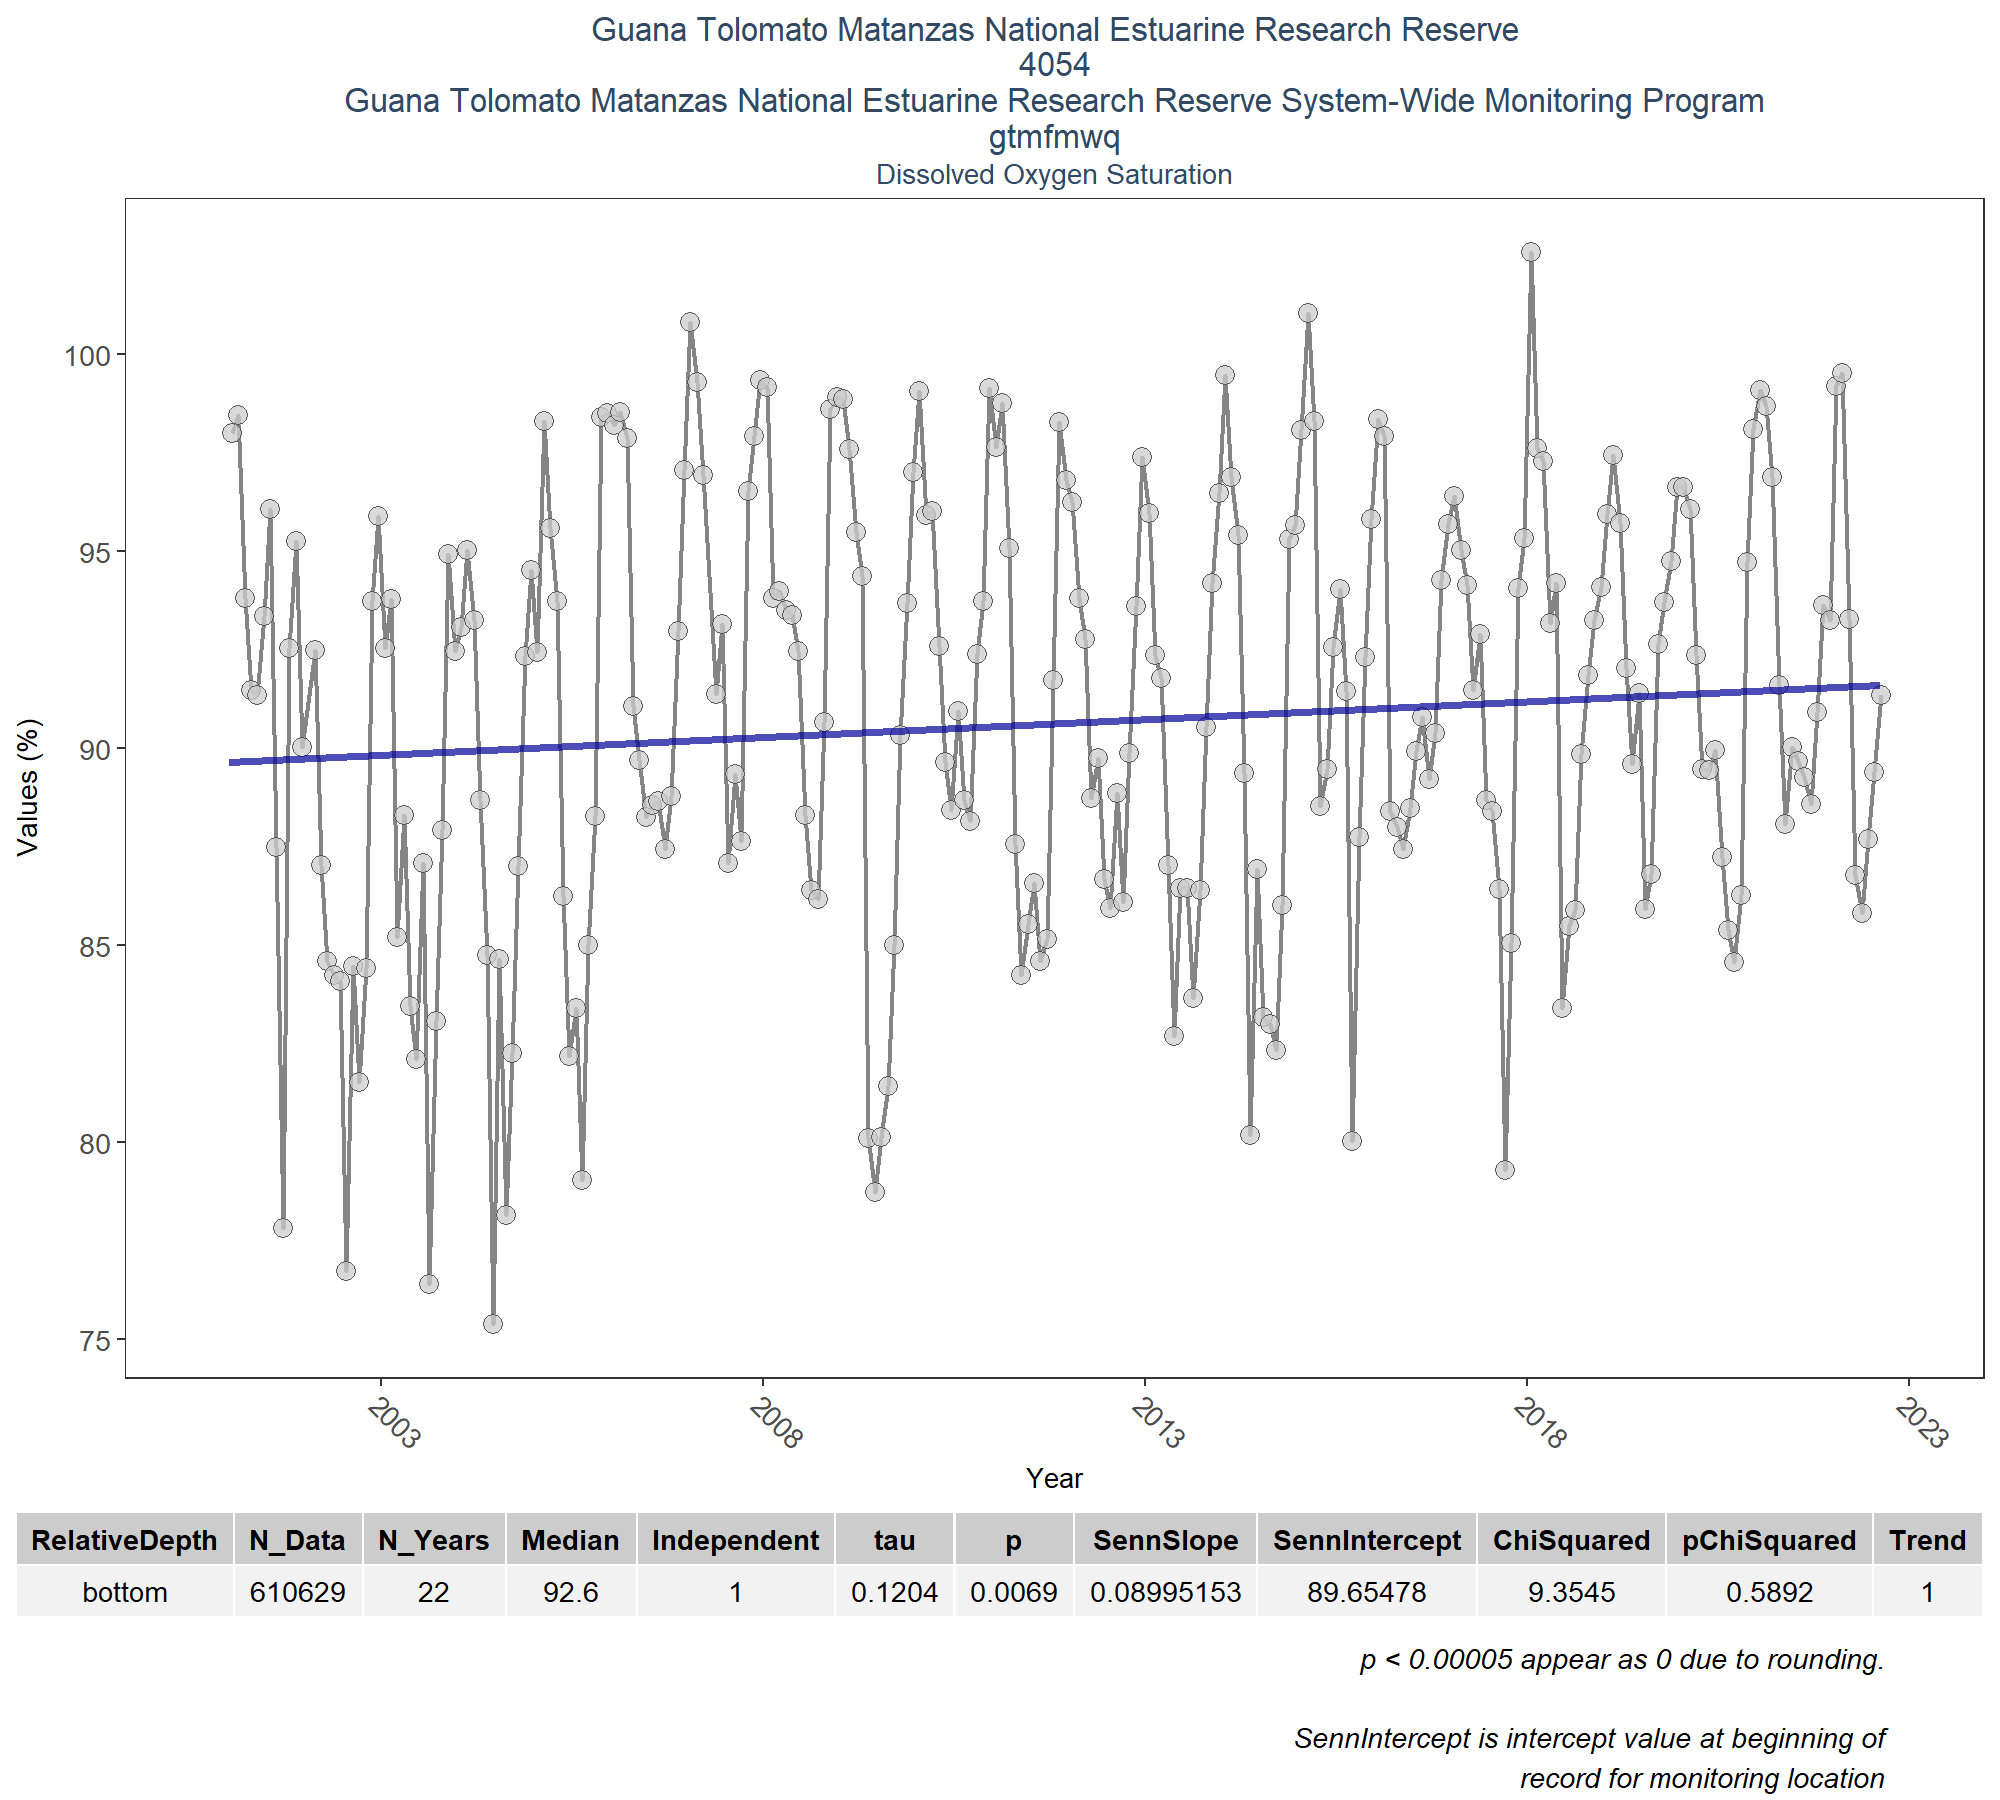 Guana Tolomato Matanzas National Estuarine Research Reserve
4054
Guana Tolomato Matanzas National Estuarine Research Reserve System-Wide Monitoring Program
gtmfmwq
Dissolved Oxygen Saturation
Values (%)
100
95
90
85
80
75
2003 2008 2013 2018 2023
Year
RelativeDepth N_Data N_Years Median Independent tau p SennSlope SennIntercept ChiSquared pChiSquared Trend
bottom 610629 22 92.6 1 0.1204 0.0069 0.08995153 89.65478 9.3545 0.5892 1
p < 0.00005 appear as 0 due to rounding.
SennIntercept is intercept value at beginning of
record for monitoring location